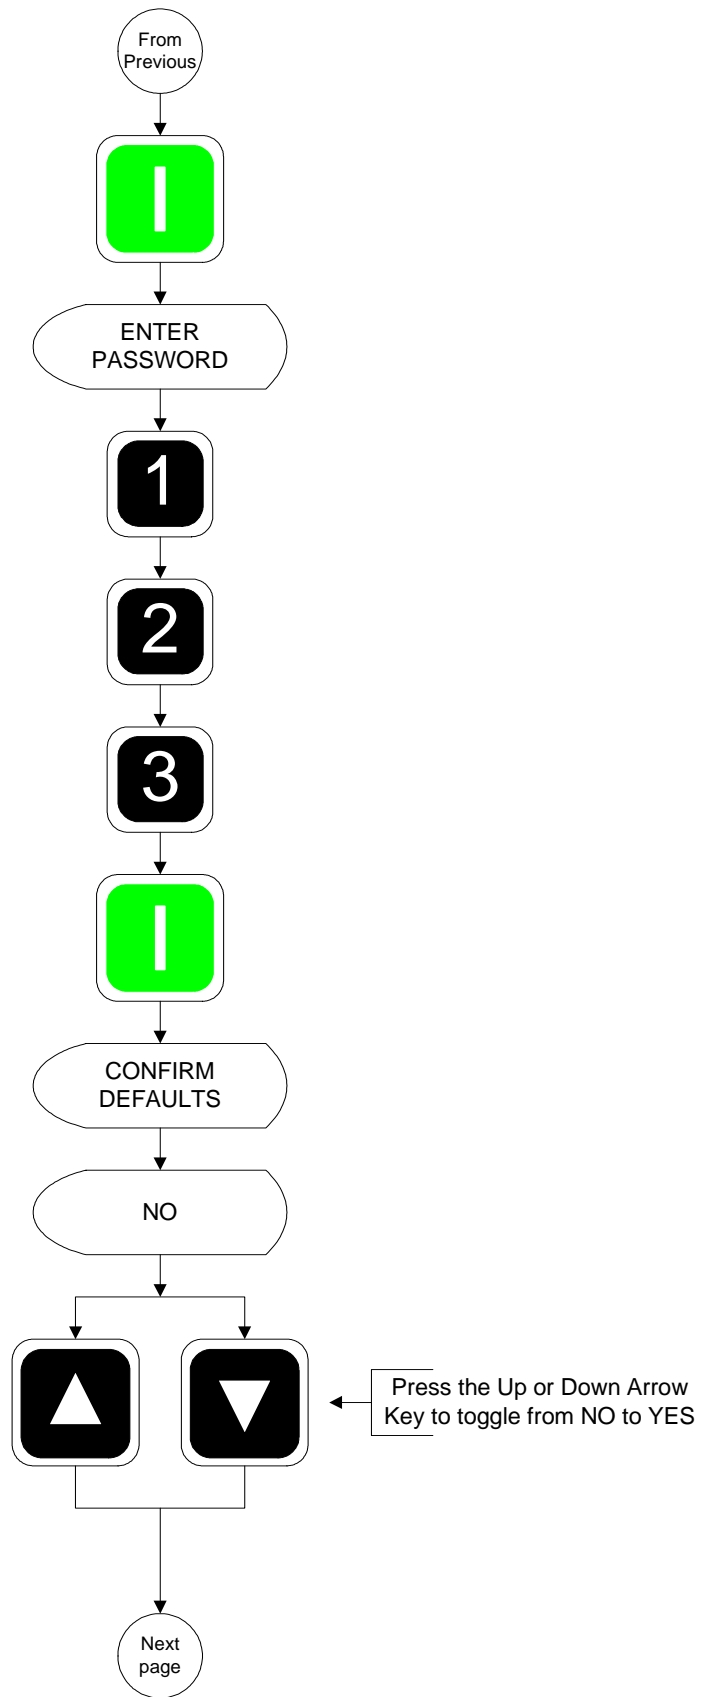 From
Previous
I
ENTER
PASSWORD
1
2
3
I
CONFIRM
DEFAULTS
NO
Press the Up or Down Arrow
Key to toggle from NO to YES
Next
page